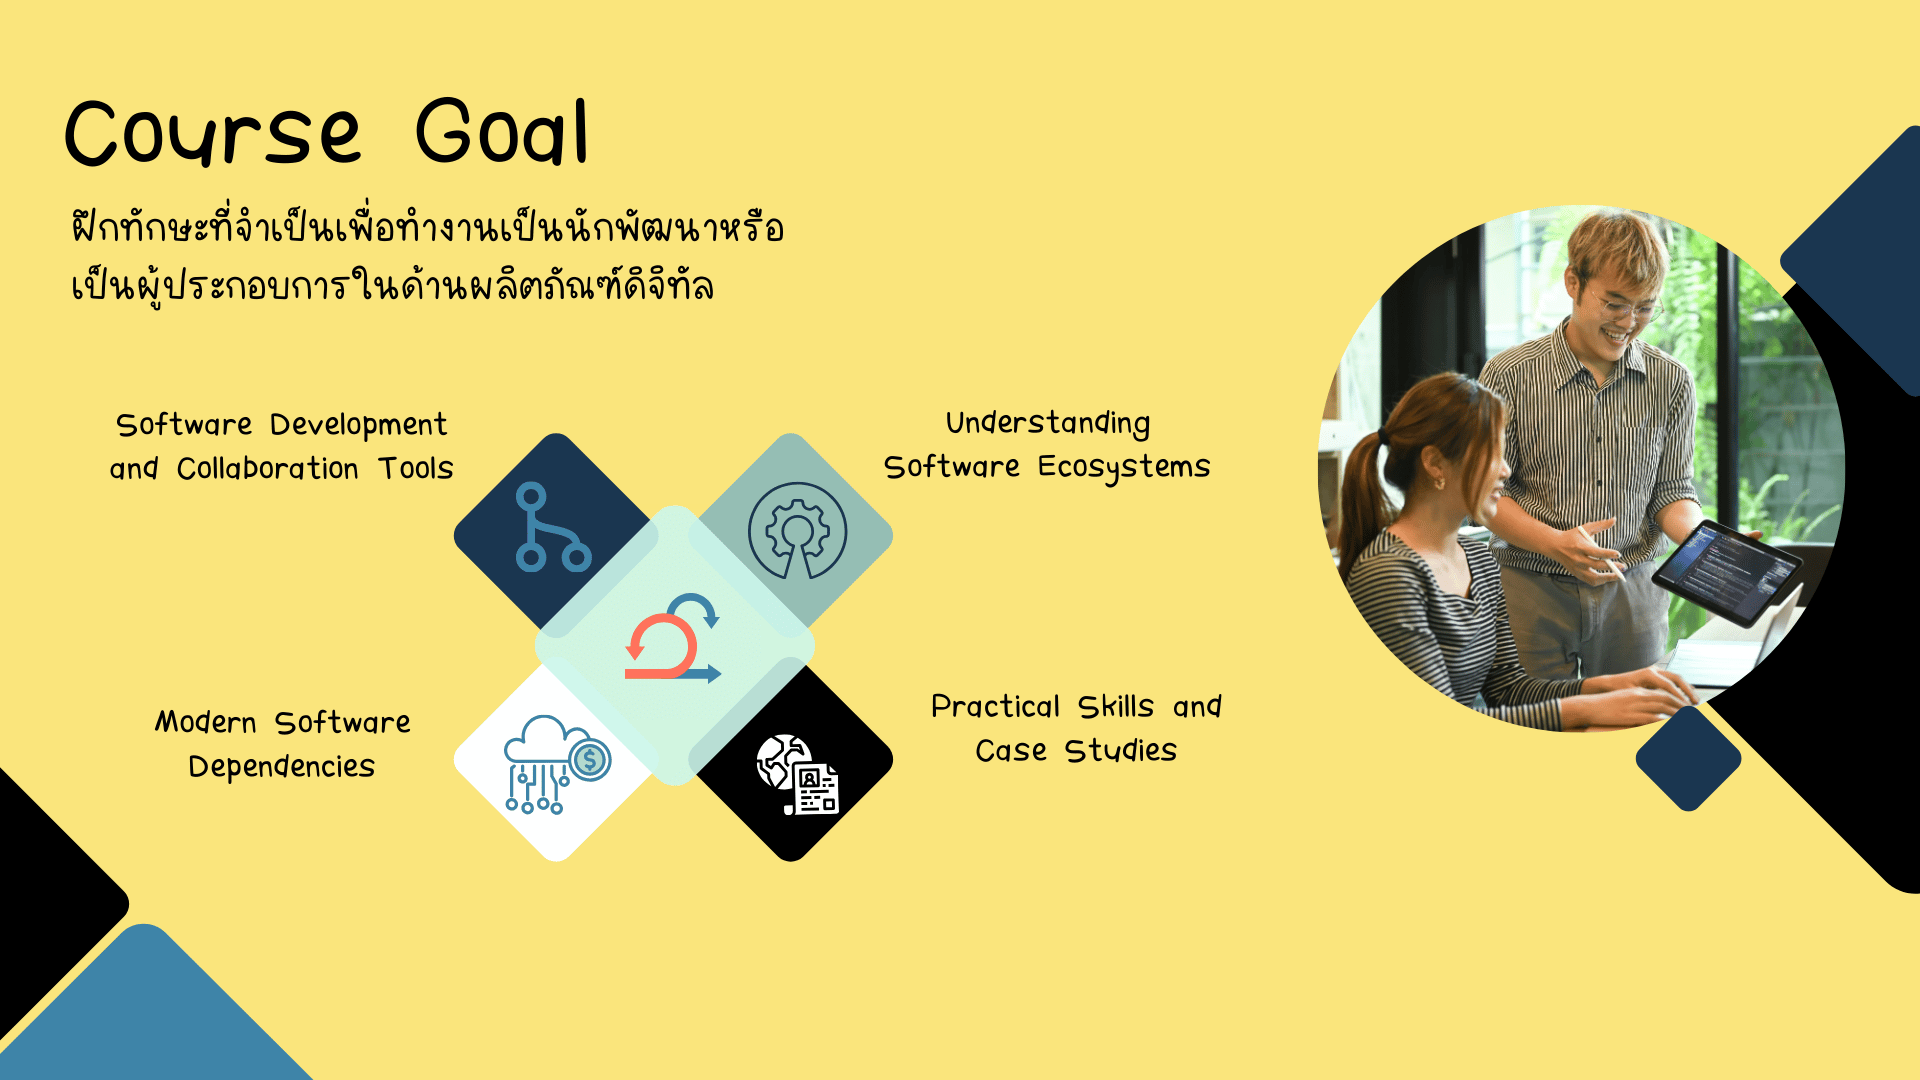 Course Goal
ฝึกทักษะที่จำเป็นเพื่อทำงานเป็นนักพัฒนาหรือ
เป็นผู้ประกอบการในด้านผลิตภัณฑ์ดิจิทัล
Software Development
and Collaboration Tools
Understanding
Software Ecosystems
Modern Software
Dependencies
$
Practical Skills and
Case Studies